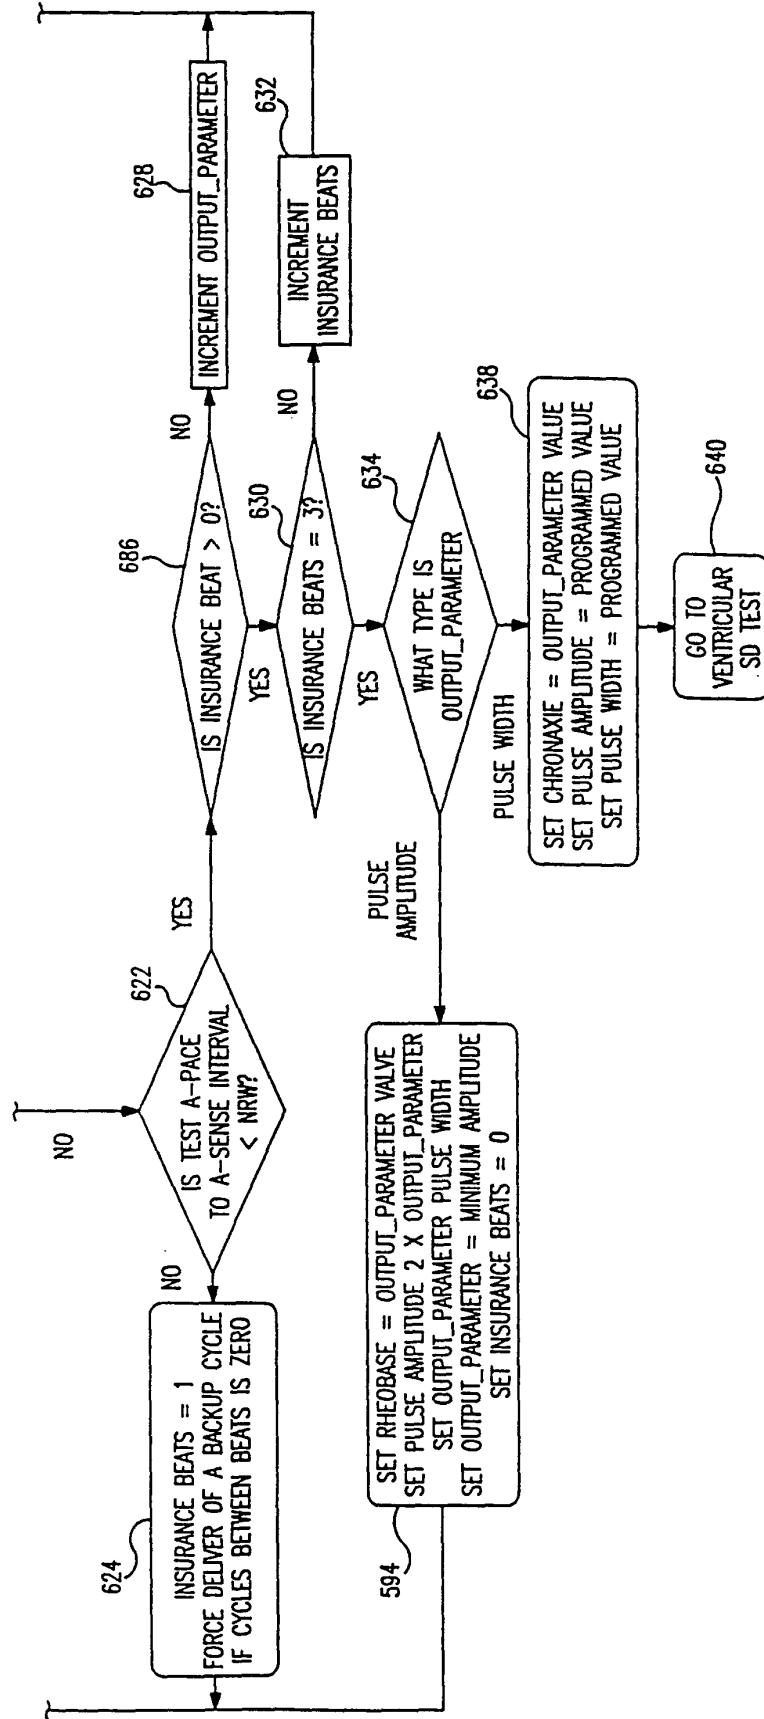 NO
622
IS TEST A-PACE
TO A-SENSE INTERVAL
< NRW?
NO
624
INSURANCE BEATS = 1
FORCE DELIVER OF A BACKUP CYCLE
IF CYCLES BETWEEN BEATS IS ZERO
YES
686
IS INSURANCE BEAT > 0?
NO
628
INCREMENT OUTPUT_PARAMETER
YES
630
IS INSURANCE BEATS = 3?
NO
632
INCREMENT
INSURANCE BEATS
YES
634
WHAT TYPE IS
OUTPUT_PARAMETER
PULSE
AMPLITUDE
594
SET RHEOBASE = OUTPUT_PARAMETER VALVE
SET PULSE AMPLITUDE 2 X OUTPUT_PARAMETER
SET OUTPUT_PARAMETER PULSE WIDTH
SET OUTPUT_PARAMETER = MINIMUM AMPLITUDE
SET INSURANCE BEATS = 0
PULSE WIDTH
638
SET CHRONAXIE = OUTPUT_PARAMETER VALUE
SET PULSE AMPLITUDE = PROGRAMMED VALUE
SET PULSE WIDTH = PROGRAMMED VALUE
640
GO TO
VENTRICULAR
SD TEST